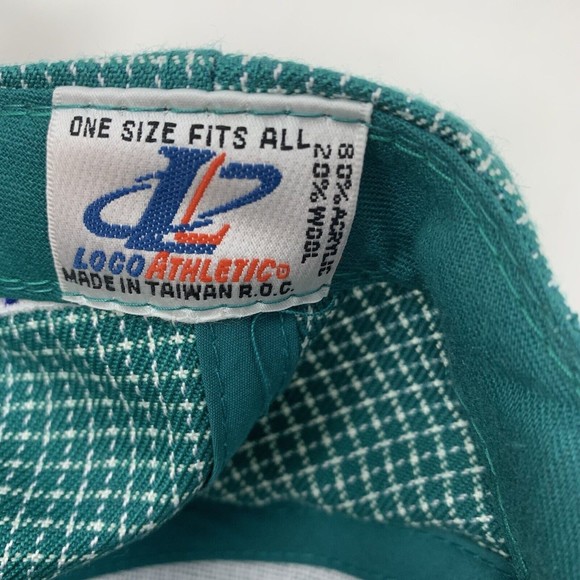 ONE SIZE FITS ALL
80% ACRYLIC
20% WOOL
LOGO ATHLETIC©
MADE IN TAIWAN R.O.C.